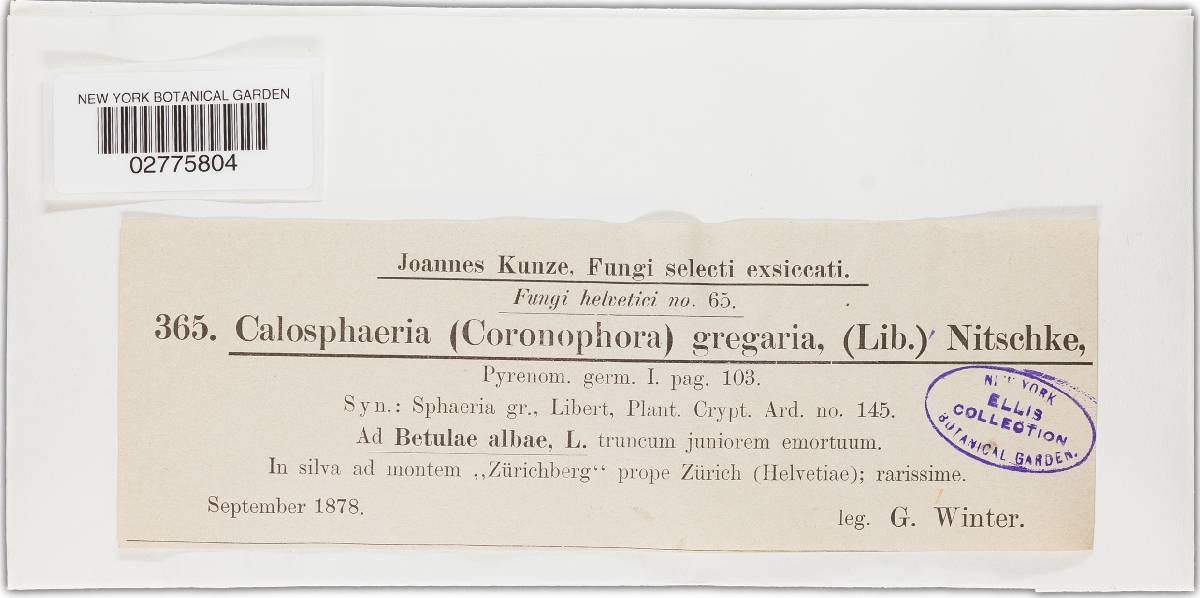 NEW YORK BOTANICAL GARDEN
02775804
Joannes Kunze, Fungi selecti exsiccati.
Fungi helvetici no. 65.
365. Calosphaeria (Coronophora) gregaria, (Lib.) Nitschke,
Pyrenom. germ. I. pag. 103.
Syn.: Sphaeria gr., Libert, Plant. Crypt. Ard. no. 145.
Ad Betulae albae, L. truncum juniorem emortuum.
In silva ad montem ,,Zürichberg“ prope Zürich (Helvetiae); rarissime.
September 1878.
leg. G. Winter.
NEW YORK
ELLIS
COLLECTION
BOTANICAL GARDEN.